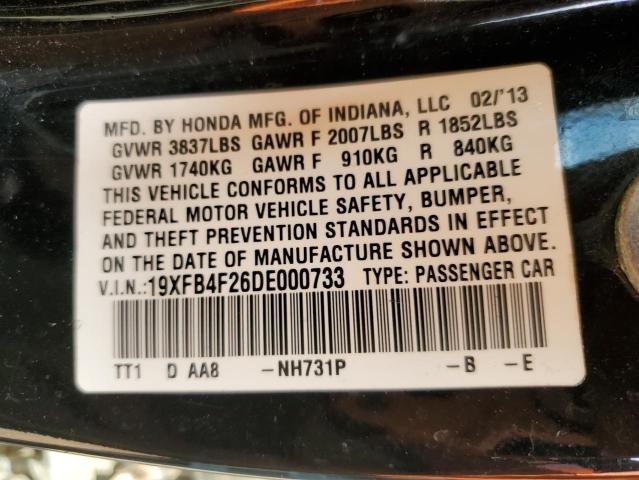 MFD. BY HONDA MFG. OF INDIANA, LLC 02/'13
GVWR 3837LBS GAWR F 2007LBS R 1852LBS
GVWR 1740KG GAWR F 910KG R 840KG
THIS VEHICLE CONFORMS TO ALL APPLICABLE
FEDERAL MOTOR VEHICLE SAFETY, BUMPER,
AND THEFT PREVENTION STANDARDS IN EFFECT
ON THE DATE OF MANUFACTURE SHOWN ABOVE.
V.I.N.:19XFB4F26DE000733 TYPE: PASSENGER CAR
TT1 D AA8 -NH731P -B -E